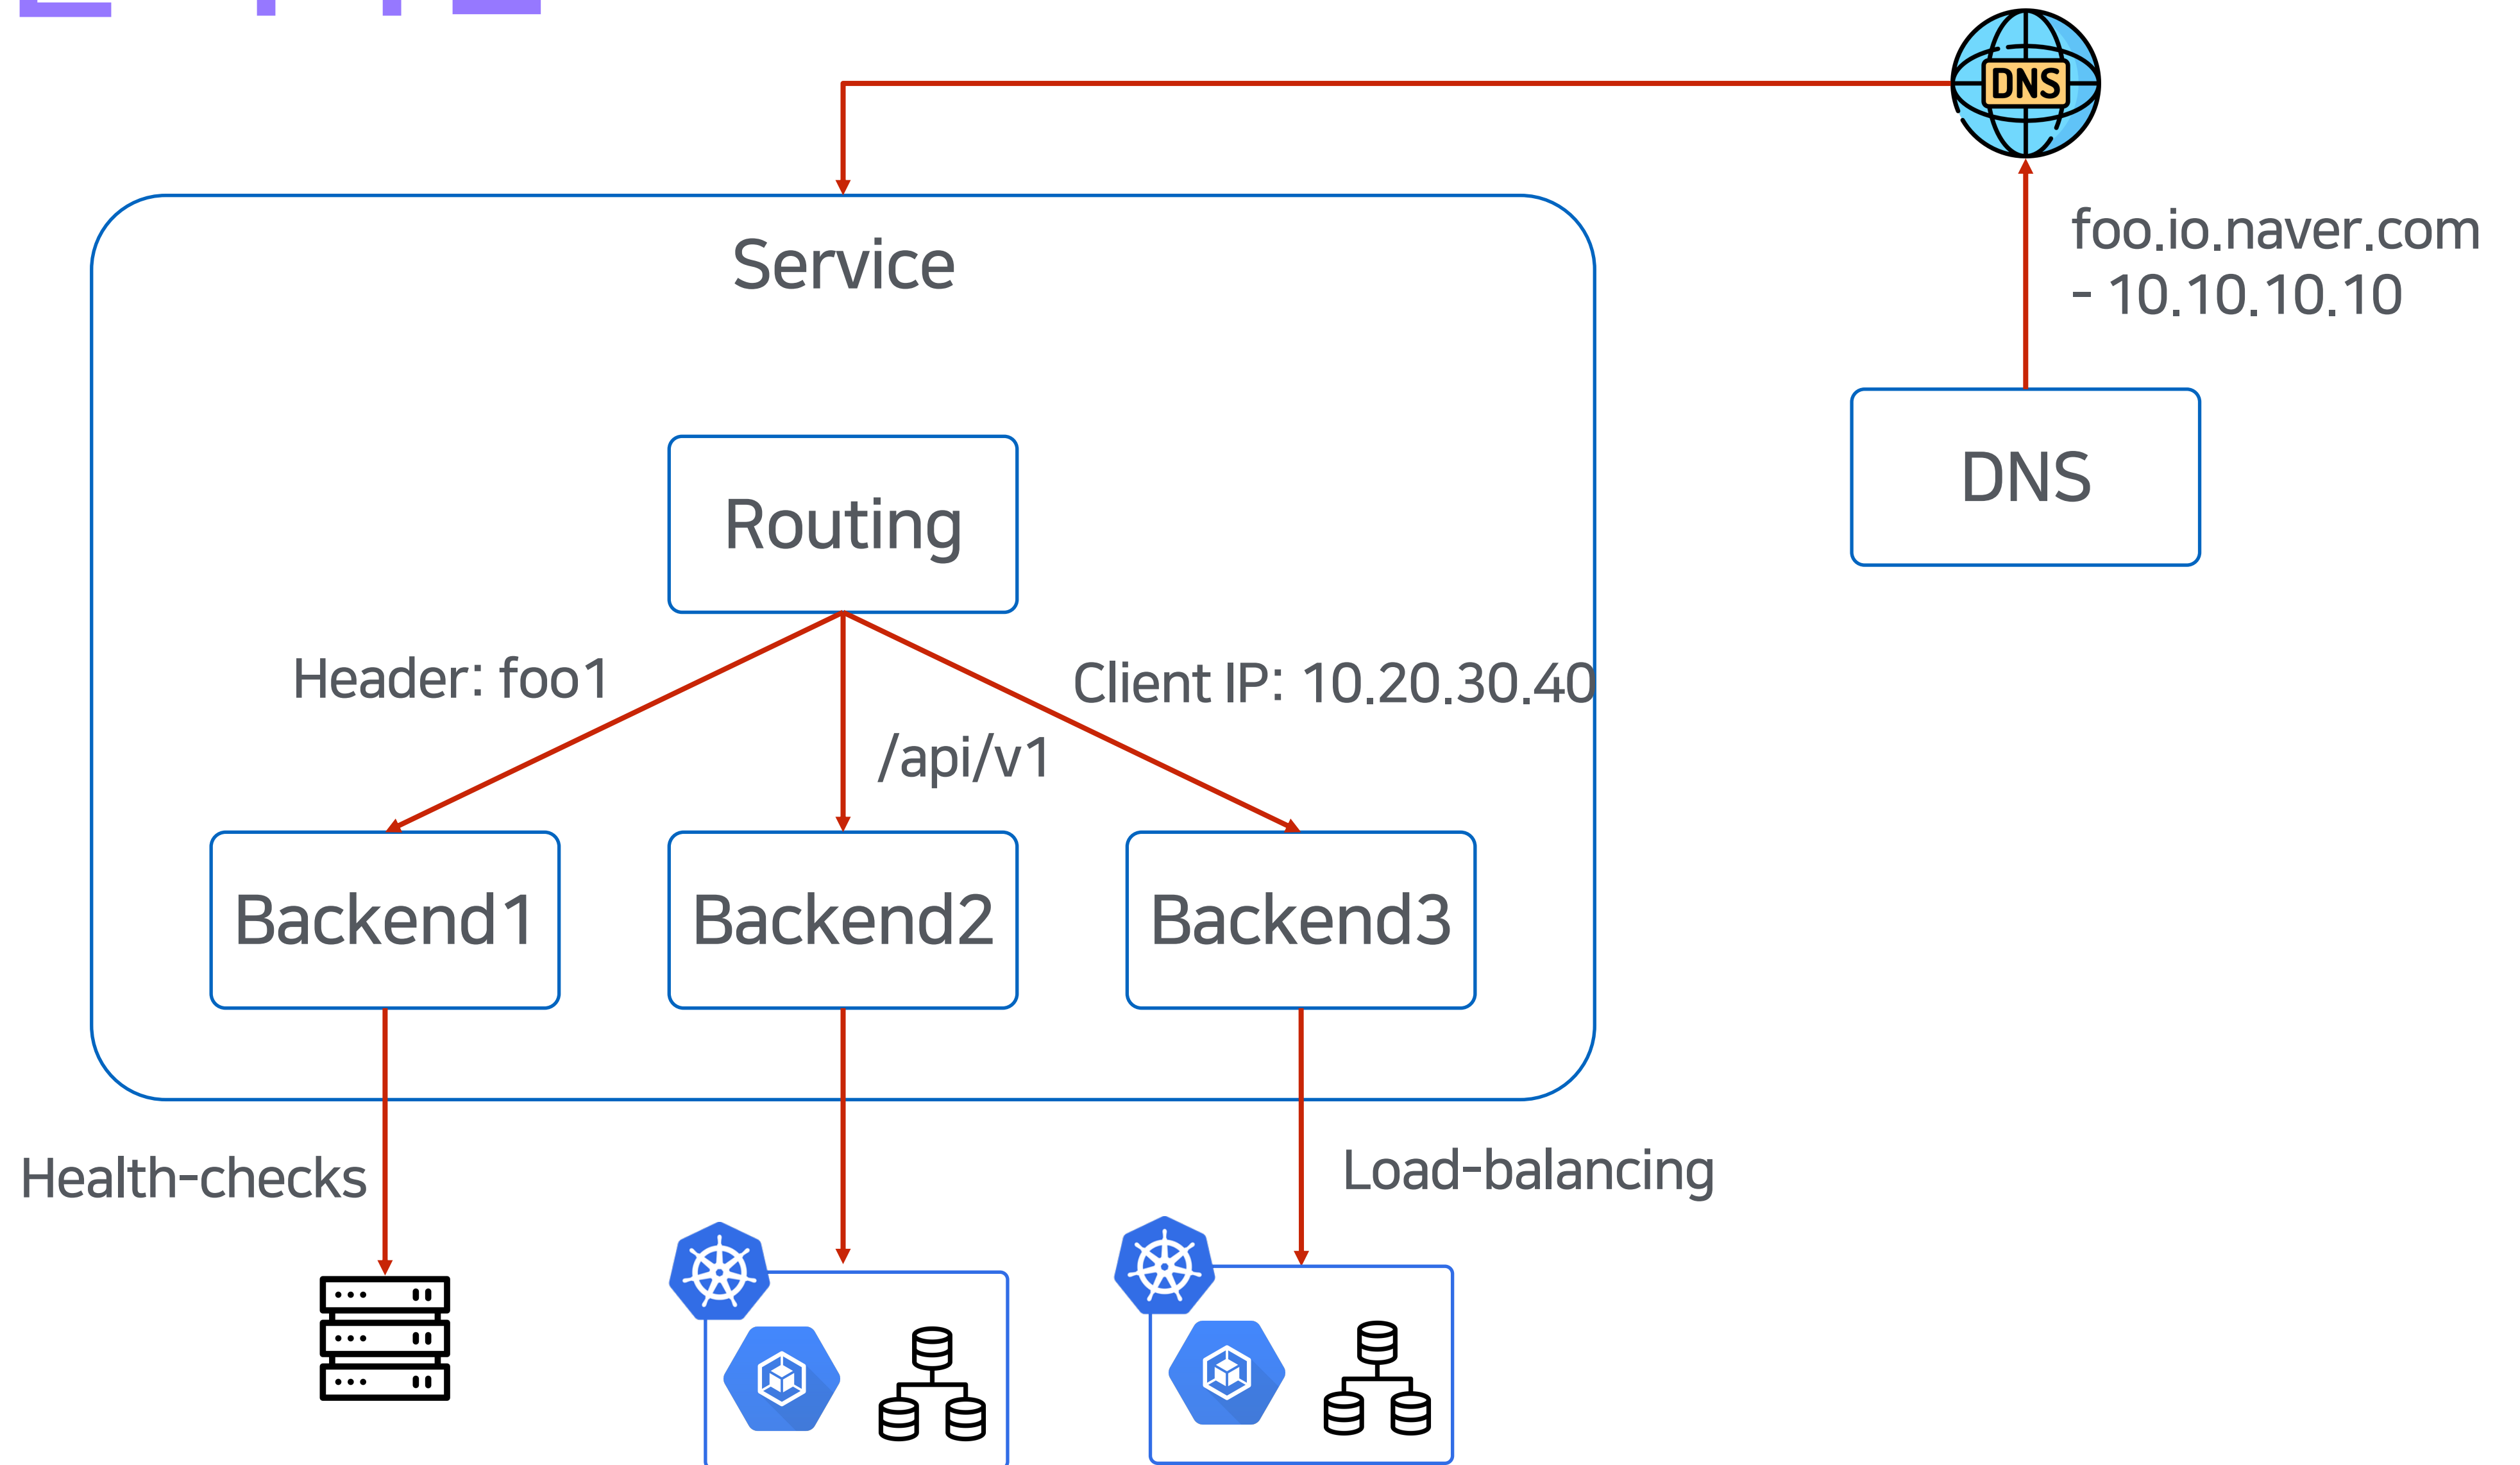 DNS
foo.io.naver.com
- 10.10.10.10
Service
DNS
Routing
Header: foo1
Client IP: 10.20.30.40
/api/v1
Backend1
Backend2
Backend3
Health-checks
Load-balancing